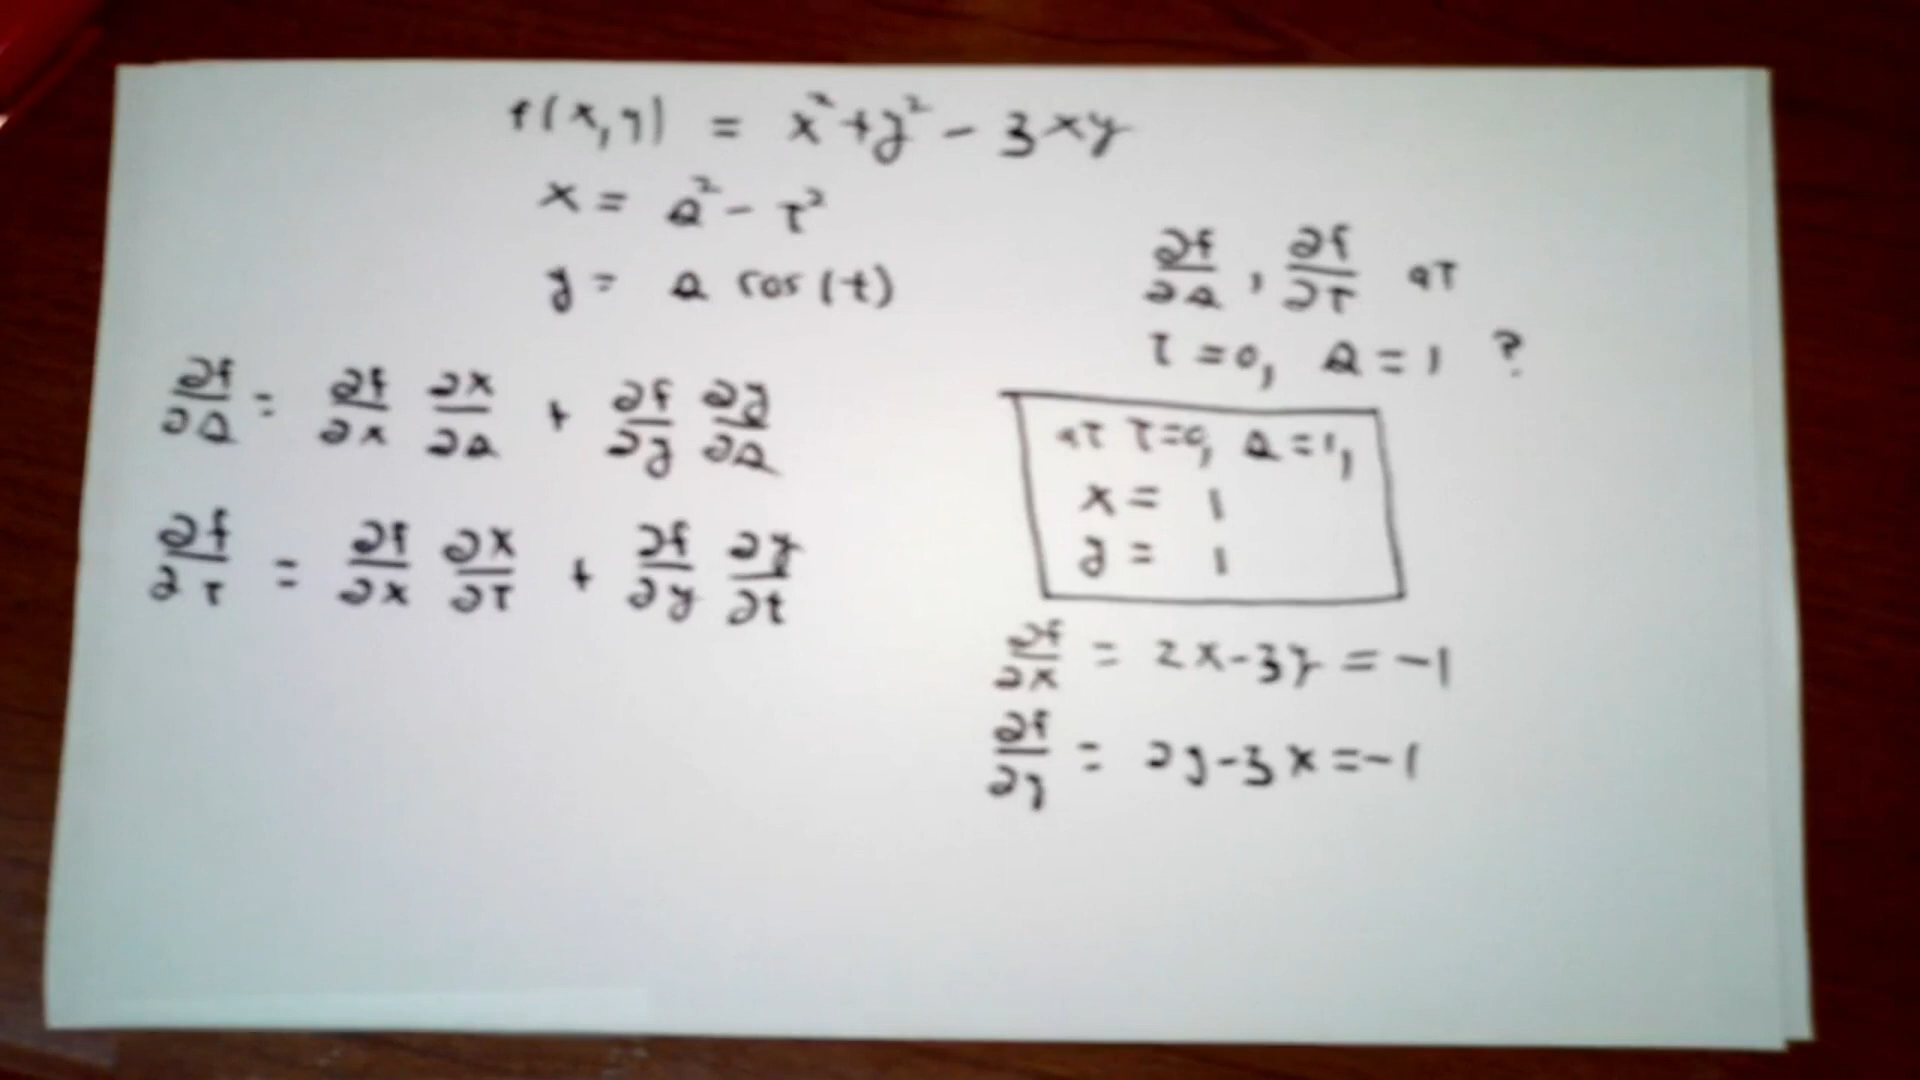 f(x,y) = x²+y² - 3xy
x = s² - t²
y = s cos(t)
∂f/∂s , ∂f/∂t at
t = 0, s = 1 ?
∂f/∂s = ∂f/∂x ∂x/∂s + ∂f/∂y ∂y/∂s
∂f/∂t = ∂f/∂x ∂x/∂t + ∂f/∂y ∂y/∂t
at t=0, s=1,
x = 1
y = 1
∂f/∂x = 2x-3y = -1
∂f/∂y = 2y-3x = -1